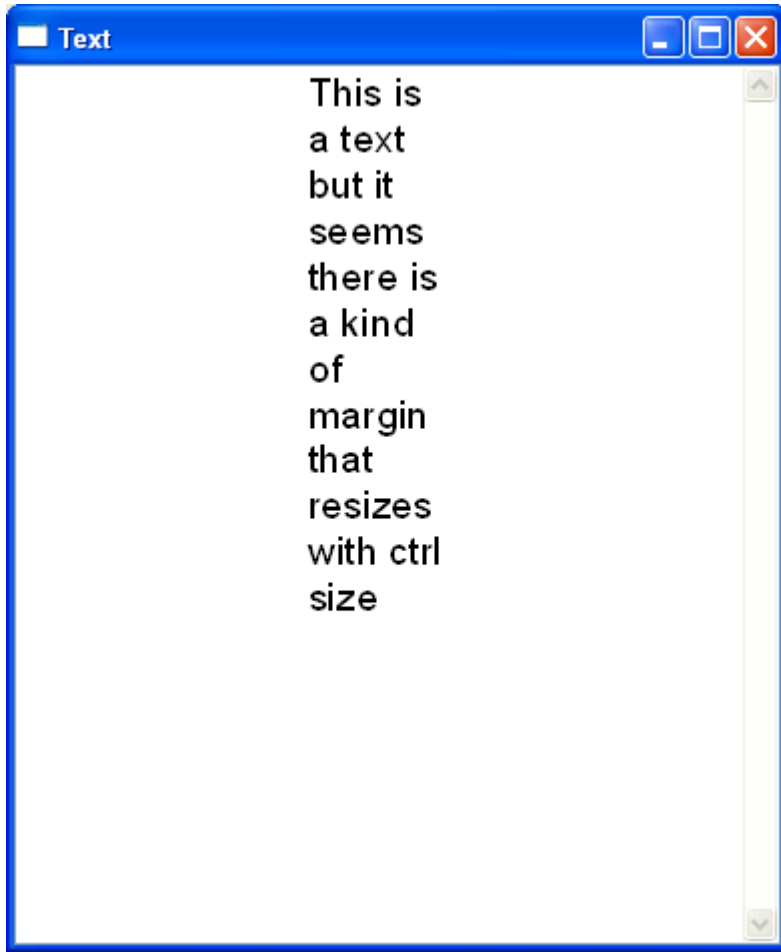 Text
This is
a text
but it
seems
there is
a kind
of
margin
that
resizes
with ctrl
size